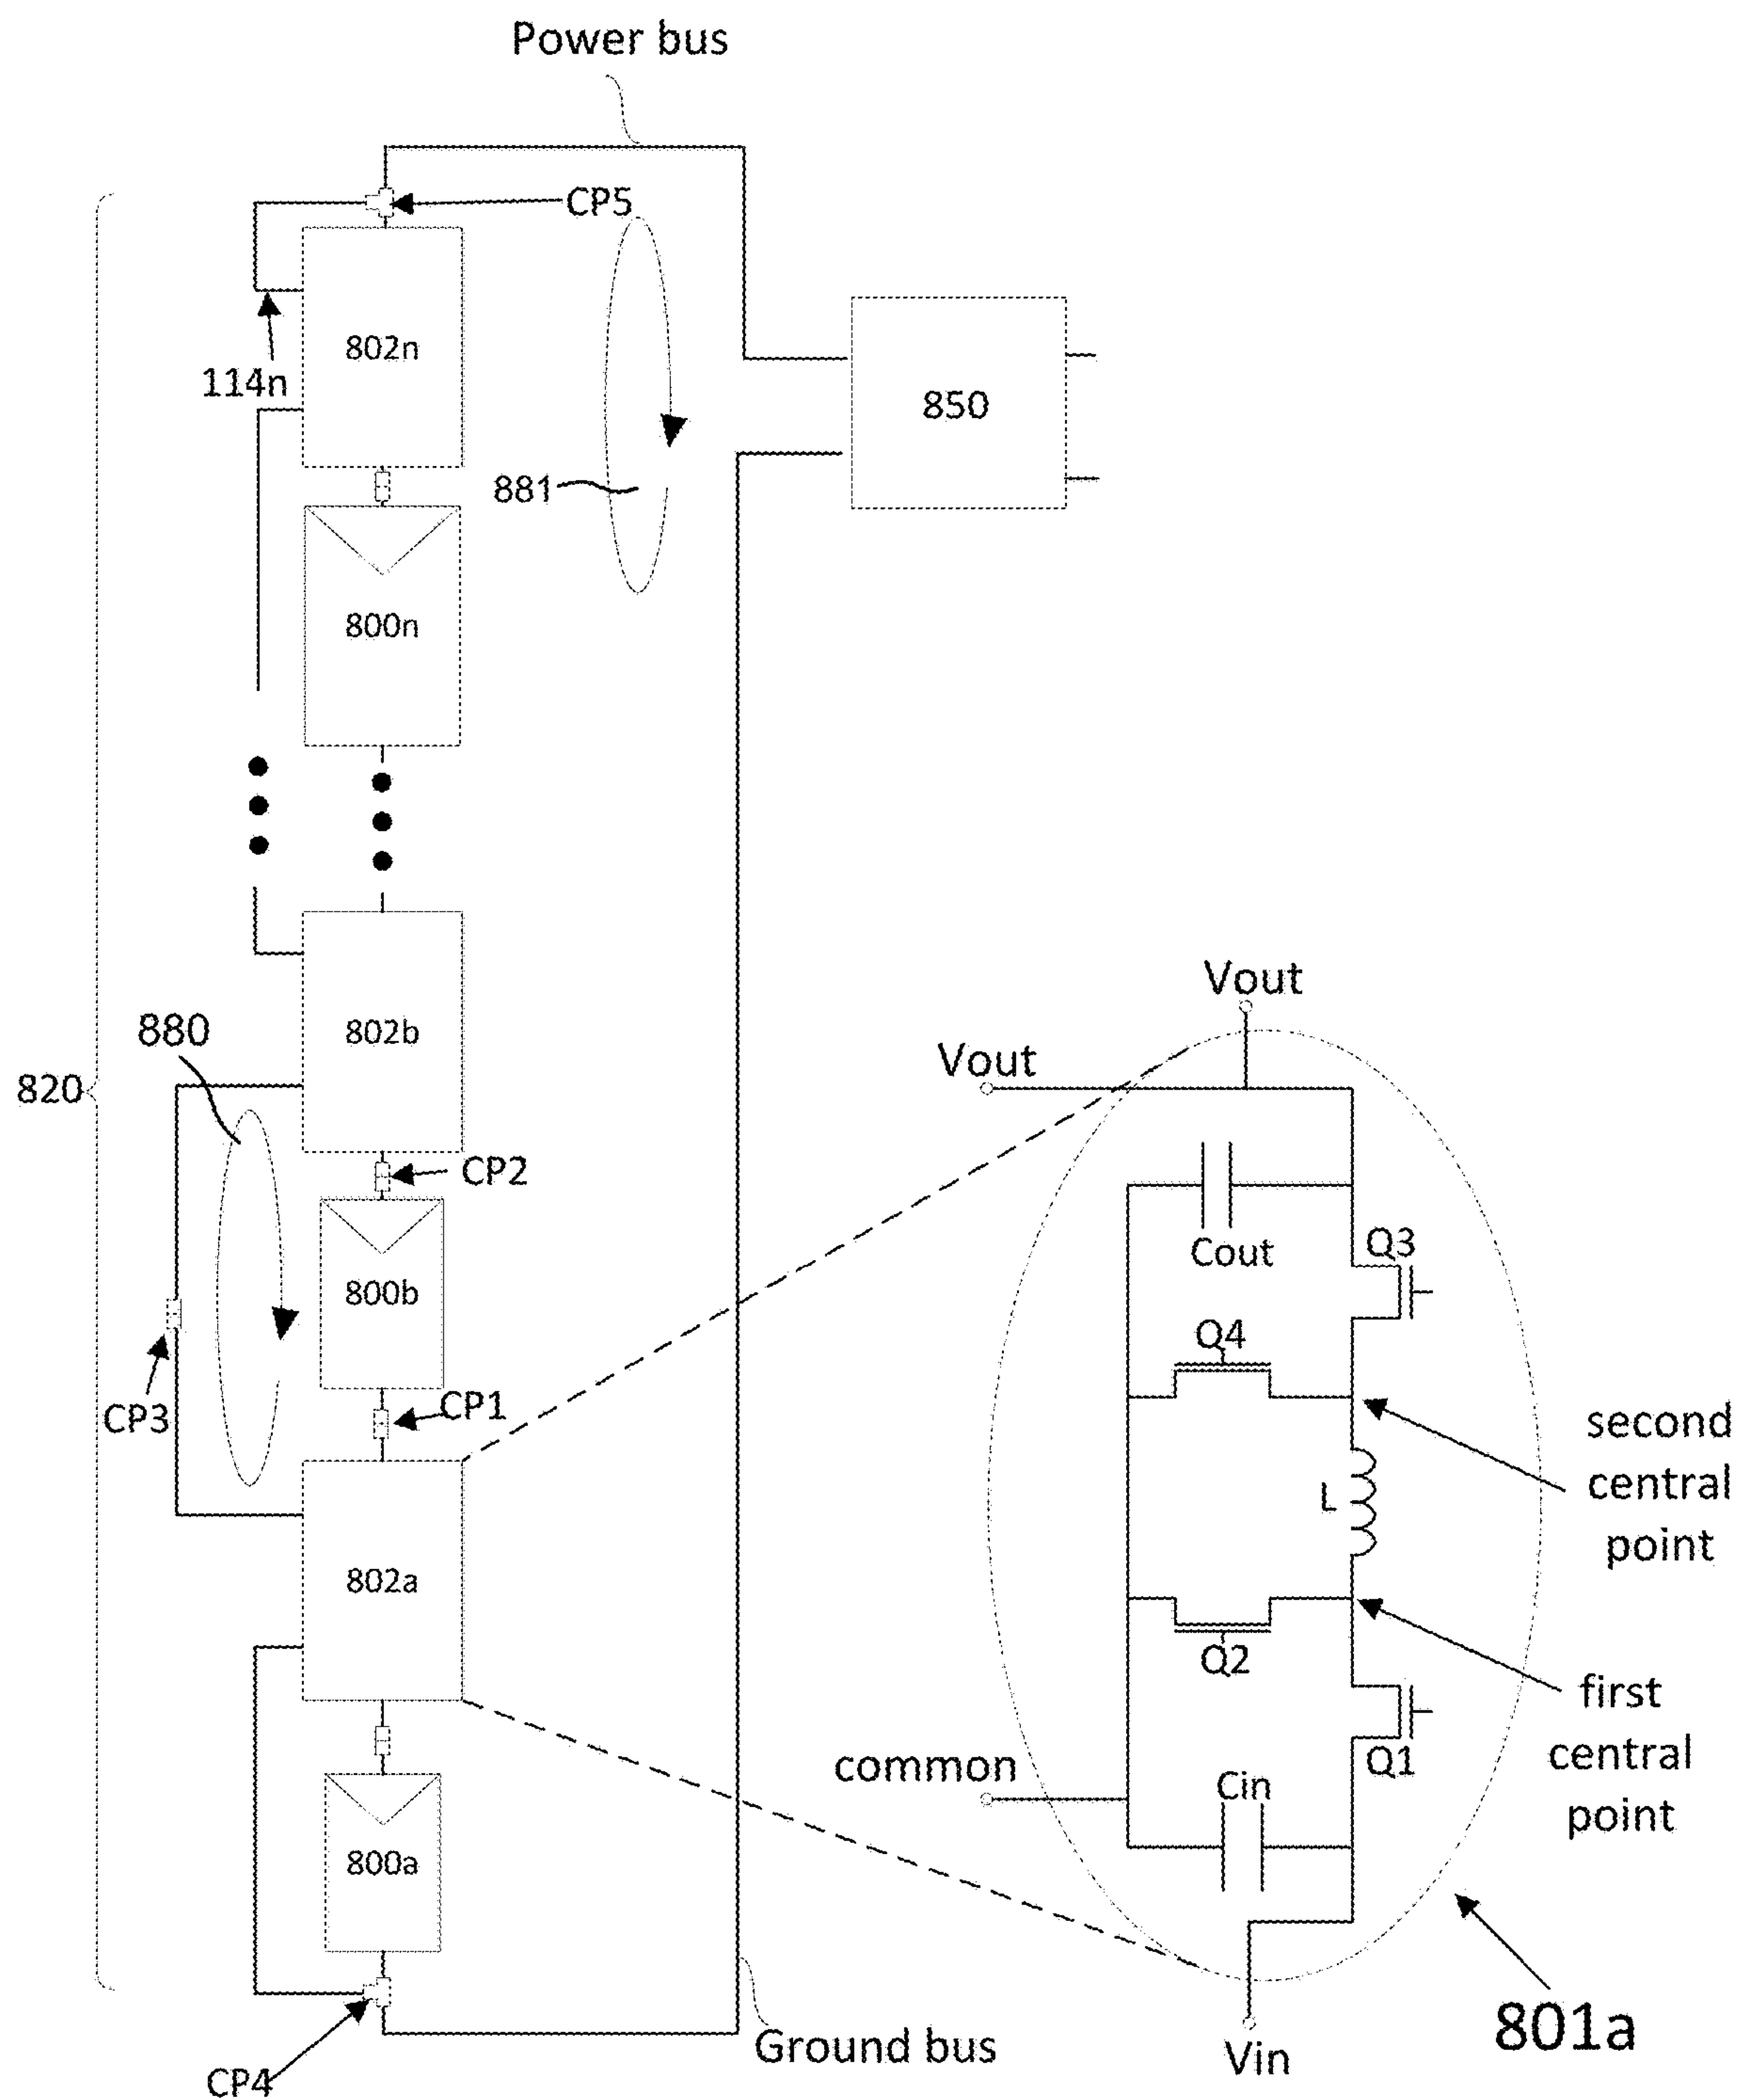 Power bus
CP5
802n
114n
850
881
800n
802b
880
820
CP2
800b
CP3
CP1
802a
800a
CP4
Ground bus
Vout
Vout
Cout
Q3
Q4
second
central
point
L
Q2
first
central
point
Q1
common
Cin
801a
Vin